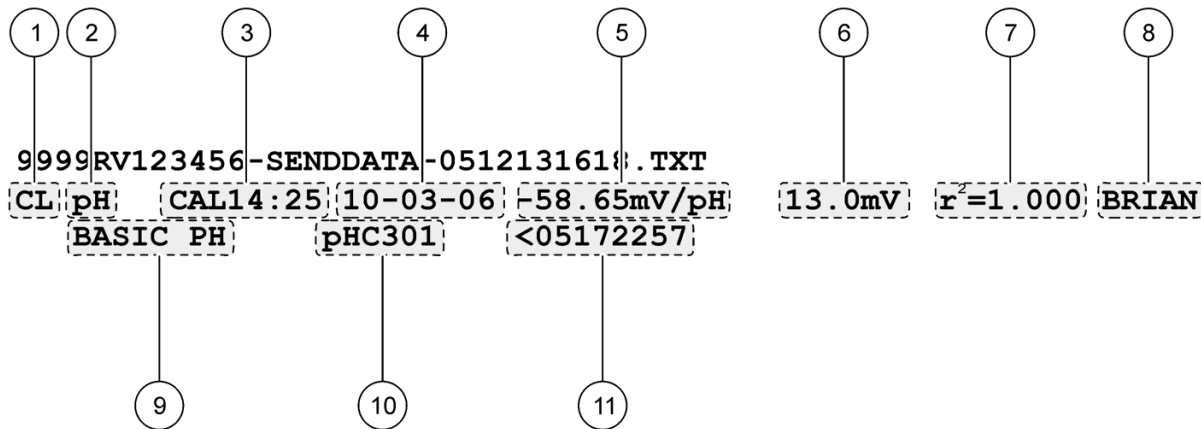 1 2 3 4 5 6 7 8
9999RV123456-SENDDATA-0512131618.TXT
CL pH CAL14:25 10-03-06 -58.65mV/pH 13.0mV r²=1.000 BRIAN
BASIC PH pHC301 <05172257
9 10 11